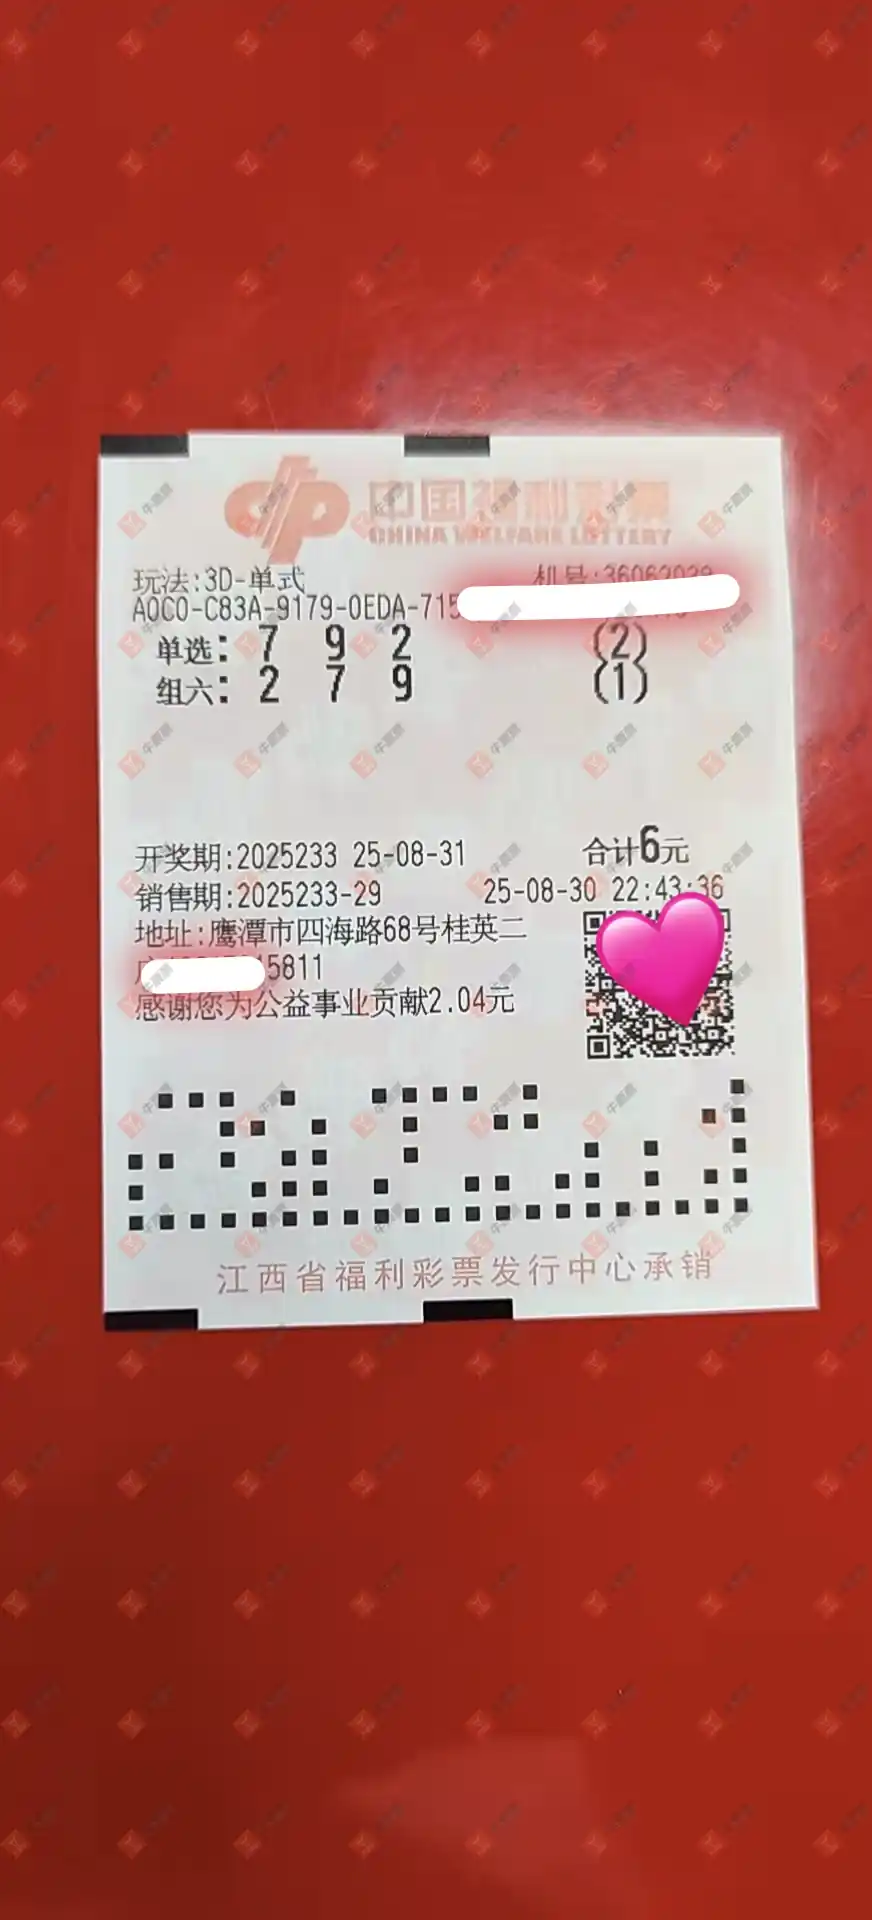 中国福利彩票
CHINA WELFARE LOTTERY
玩法:3D-单式
A0C0-C83A-9179-0EDA-715
单选: 7 9 2 (2)
组六: 2 7 9 (1)
开奖期:2025233 25-08-31 合计6元
销售期:2025233-29 25-08-30 22:43:36
地址:鹰潭市四海路68号桂英二
5811
感谢您为公益事业贡献2.04元
江西省福利彩票发行中心承销